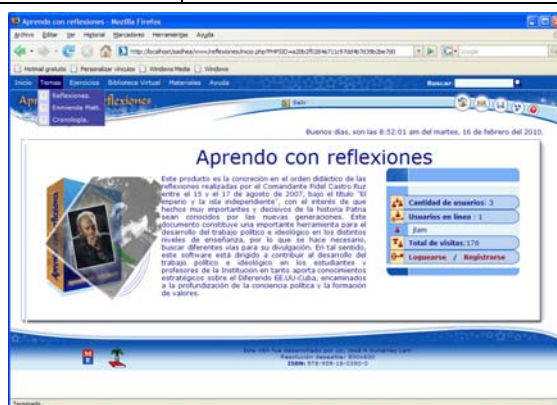 Aprendo con reflexiones - Mozilla Firefox
Archivo Editar Ver Historial Marcadores Herramientas Ayuda
Hotmail gratuito Personalizar vínculos Windows Media Windows
Inicio Temas Ejercicios Biblioteca Virtual Materiales Ayuda Buscar:
Reflexiones.
Enmienda Platt.
Cronología.
Salir
Buenos días, son las 8:52:01 am del martes, 16 de febrero del 2010.
Aprendo con reflexiones
Este producto es la concreción en el orden didáctico de las
reflexiones realizadas por el Comandante Fidel Castro Ruz
entre el 15 y el 17 de agosto de 2007, bajo el título "El
imperio y la isla independiente", con el interés de que
hechos muy importantes y decisivos de la historia Patria
sean conocidos por las nuevas generaciones. Este
documento constituye una importante herramienta para el
desarrollo del trabajo político e ideológico en los distintos
niveles de enseñanza, por lo que se hace necesario,
buscar diferentes vías para su divulgación. En tal sentido,
este software está dirigido a contribuir al desarrollo del
trabajo político e ideológico en los estudiantes y
profesores de la Institución en tanto aporta conocimientos
estratégicos sobre el Diferendo EE.UU-Cuba, encaminados
a la profundización de la conciencia política y la formación
de valores.
Cantidad de usuarios: 3
Usuarios en línea : 1
jlam
Total de visitas:176
Loguearse / Registrarse
Resolución deseable: 800x600
Terminado